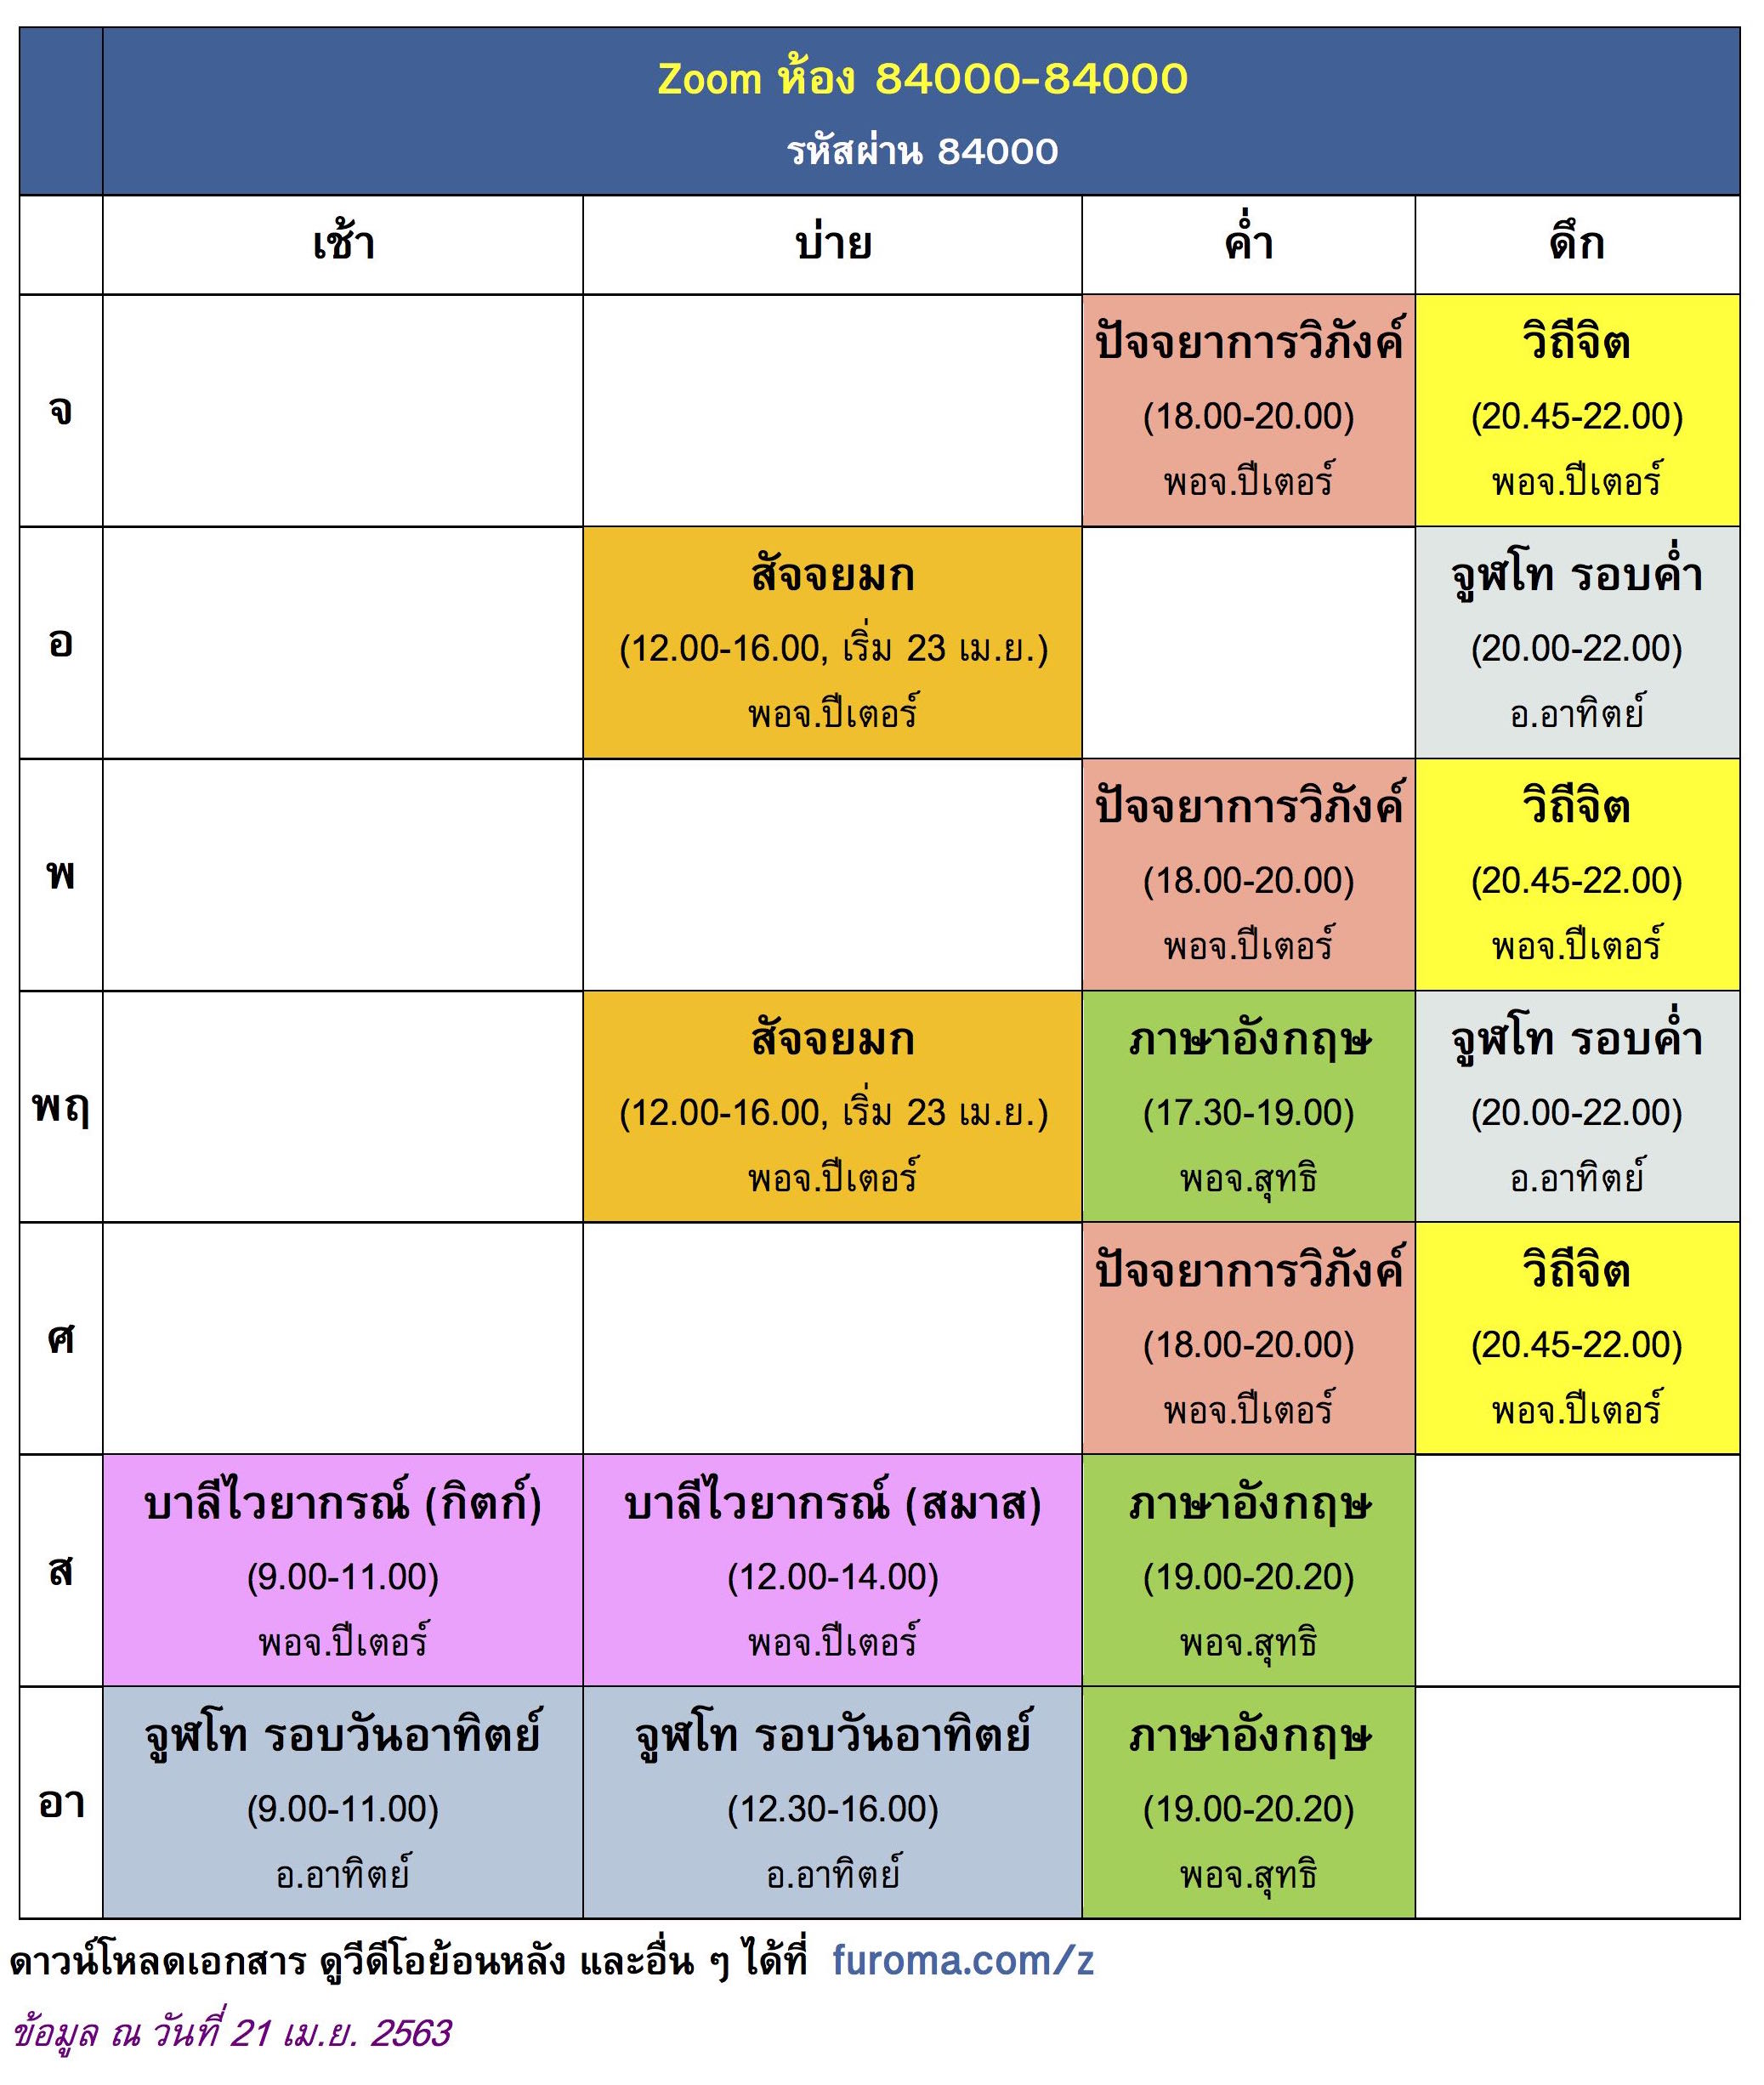 Zoom ห้อง 84000-84000
รหัสผ่าน 84000
เช้า บ่าย ค่ำ ดึก
จ
ปัจจยาการวิภังค์
(18.00-20.00)
พอจ.ปีเตอร์
วิถีจิต
(20.45-22.00)
พอจ.ปีเตอร์
อ
สัจจยมก
(12.00-16.00, เริ่ม 23 เม.ย.)
พอจ.ปีเตอร์
จูฬโท รอบค่ำ
(20.00-22.00)
อ.อาทิตย์
พ
ปัจจยาการวิภังค์
(18.00-20.00)
พอจ.ปีเตอร์
วิถีจิต
(20.45-22.00)
พอจ.ปีเตอร์
พฤ
สัจจยมก
(12.00-16.00, เริ่ม 23 เม.ย.)
พอจ.ปีเตอร์
ภาษาอังกฤษ
(17.30-19.00)
พอจ.สุทธิ
จูฬโท รอบค่ำ
(20.00-22.00)
อ.อาทิตย์
ศ
ปัจจยาการวิภังค์
(18.00-20.00)
พอจ.ปีเตอร์
วิถีจิต
(20.45-22.00)
พอจ.ปีเตอร์
ส
บาลีไวยากรณ์ (กิตก์)
(9.00-11.00)
พอจ.ปีเตอร์
บาลีไวยากรณ์ (สมาส)
(12.00-14.00)
พอจ.ปีเตอร์
ภาษาอังกฤษ
(19.00-20.20)
พอจ.สุทธิ
อา
จูฬโท รอบวันอาทิตย์
(9.00-11.00)
อ.อาทิตย์
จูฬโท รอบวันอาทิตย์
(12.30-16.00)
อ.อาทิตย์
ภาษาอังกฤษ
(19.00-20.20)
พอจ.สุทธิ
ดาวน์โหลดเอกสาร ดูวีดีโอย้อนหลัง และอื่น ๆ ได้ที่ furoma.com/z
ข้อมูล ณ วันที่ 21 เม.ย. 2563